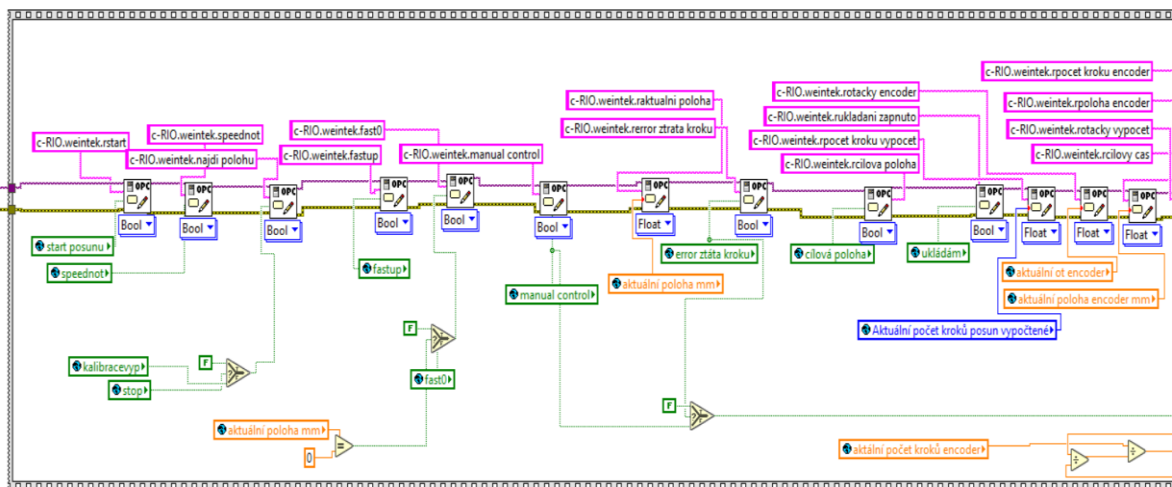 c-RIO.weintek.rpocet kroku encoder
c-RIO.weintek.rotacky encoder
c-RIO.weintek.raktualni poloha
c-RIO.weintek.rpoloha encoder
c-RIO.weintek.rukladani zapnuto
c-RIO.weintek.fast0
c-RIO.weintek.rerror ztrata kroku
c-RIO.weintek.rotacky vypocet
c-RIO.weintek.speednot
c-RIO.weintek.rpocet kroku vypocet
c-RIO.weintek.rstart
c-RIO.weintek.fastup
c-RIO.weintek.manual control
c-RIO.weintek.rcilovy cas
c-RIO.weintek.najdi polohu
c-RIO.weintek.rcilova poloha
OPC OPC OPC OPC OPC OPC OPC OPC OPC OPC OPC OPC OPC
Bool Bool Bool Bool Bool Bool Float Bool Bool Bool Float Float Float
start posunu
error ztáta kroku
cílová poloha
ukládám
speednot
fastup
aktuální ot encoder
aktuální poloha mm
manual control
aktuální poloha encoder mm
F
Aktuální počet kroků posun vypočtené
F
kalibracevyp
fast0
stop
F
aktuální poloha mm
=
0
aktální počet kroků encoder
÷
÷